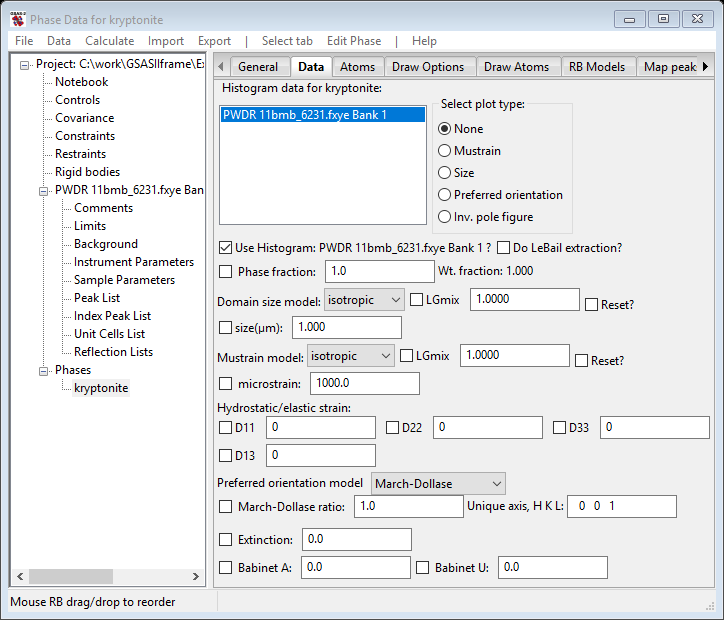 GSAS-II
Phase Data for kryptonite
File Data Calculate Import Export | Select tab Edit Phase | Help
Project: C:\work\GSASIIframe\Ex
Notebook
Controls
Covariance
Constraints
Restraints
Rigid bodies
PWDR 11bmb_6231.fxye Ban
Comments
Limits
Background
Instrument Parameters
Sample Parameters
Peak List
Index Peak List
Unit Cells List
Reflection Lists
Phases
kryptonite
General Data Atoms Draw Options Draw Atoms RB Models Map peak
Histogram data for kryptonite:
PWDR 11bmb_6231.fxye Bank 1
Select plot type:
None
Mustrain
Size
Preferred orientation
Inv. pole figure
Use Histogram: PWDR 11bmb_6231.fxye Bank 1 ? Do LeBail extraction?
Phase fraction: 1.0 Wt. fraction: 1.000
Domain size model: isotropic LGmix 1.0000 Reset?
size(μm): 1.000
Mustrain model: isotropic LGmix 1.0000 Reset?
microstrain: 1000.0
Hydrostatic/elastic strain:
D11 0 D22 0 D33 0
D13 0
Preferred orientation model March-Dollase
March-Dollase ratio: 1.0 Unique axis, H K L: 0 0 1
Extinction: 0.0
Babinet A: 0.0 Babinet U: 0.0
Mouse RB drag/drop to reorder